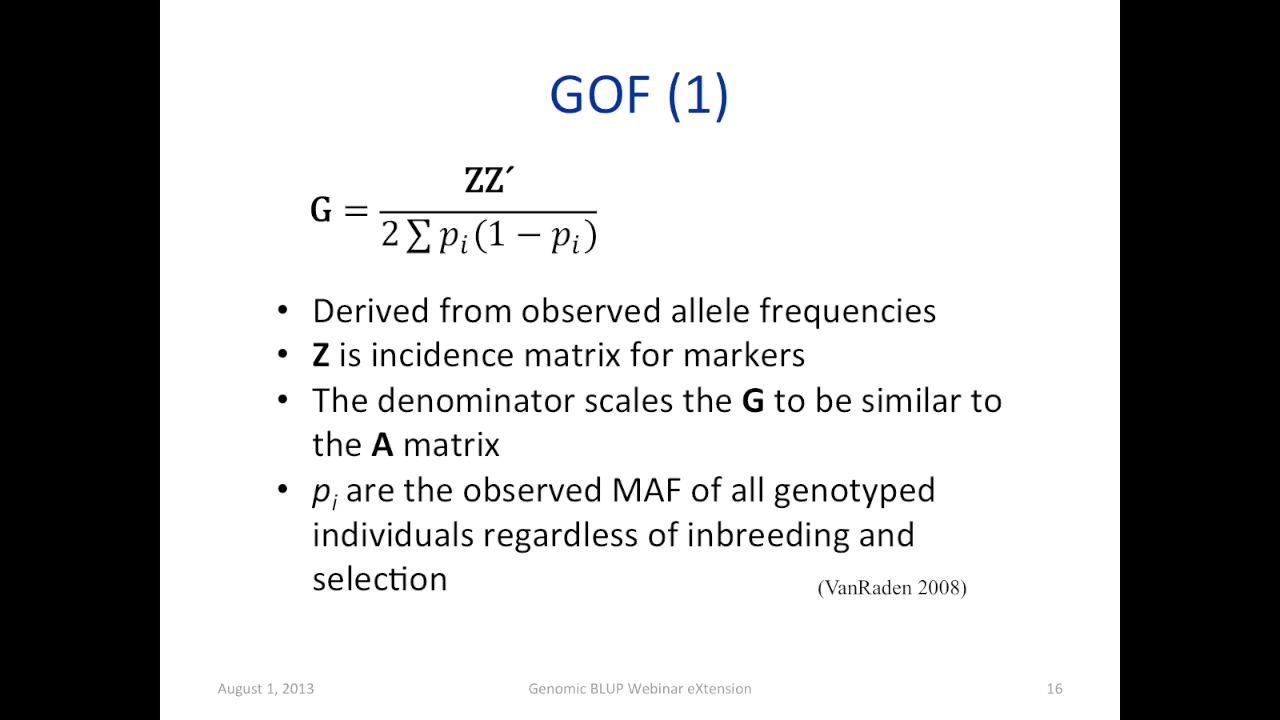 GOF (1)
G = ZZ´ / 2 ∑ pᵢ(1 − pᵢ)
• Derived from observed allele frequencies
• Z is incidence matrix for markers
• The denominator scales the G to be similar to
the A matrix
• pᵢ are the observed MAF of all genotyped
individuals regardless of inbreeding and
selection
(VanRaden 2008)
August 1, 2013
Genomic BLUP Webinar eXtension
16